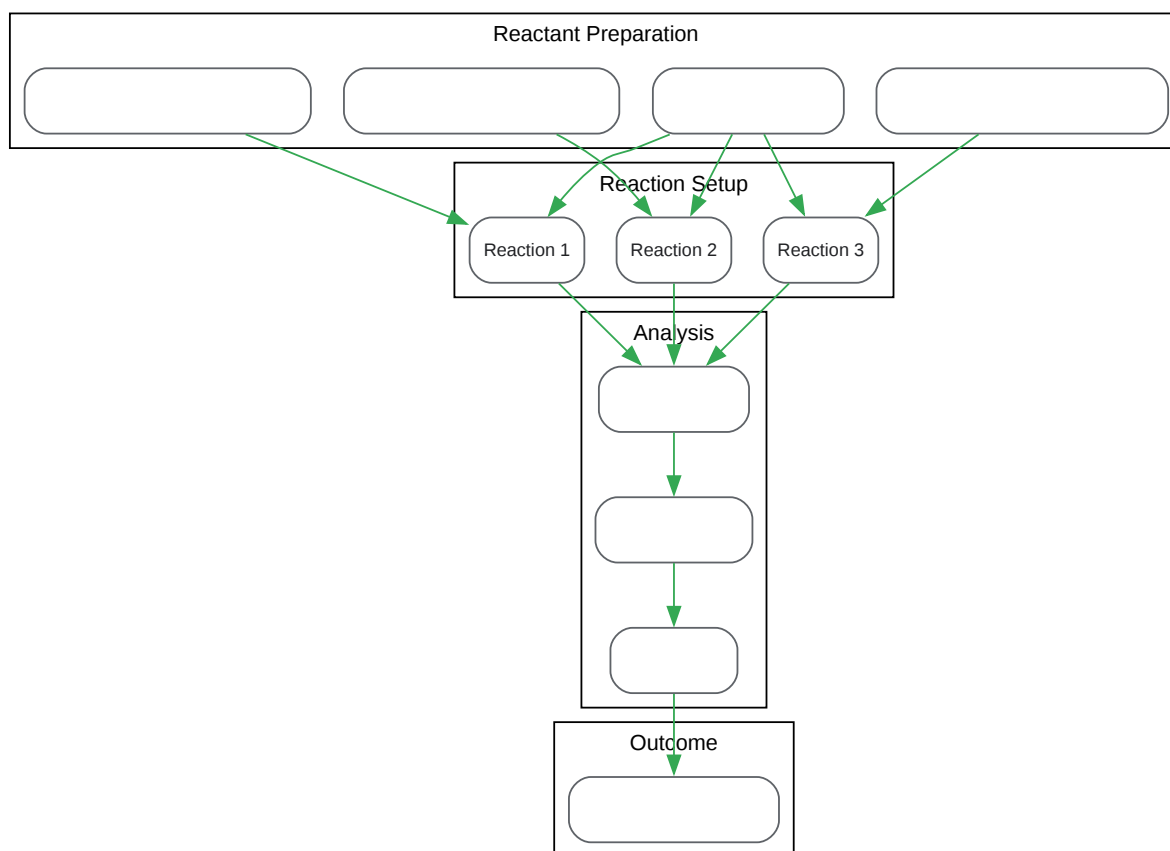 Reactant Preparation
Reaction Setup
Reaction 1
Reaction 2
Reaction 3
Analysis
Outcome